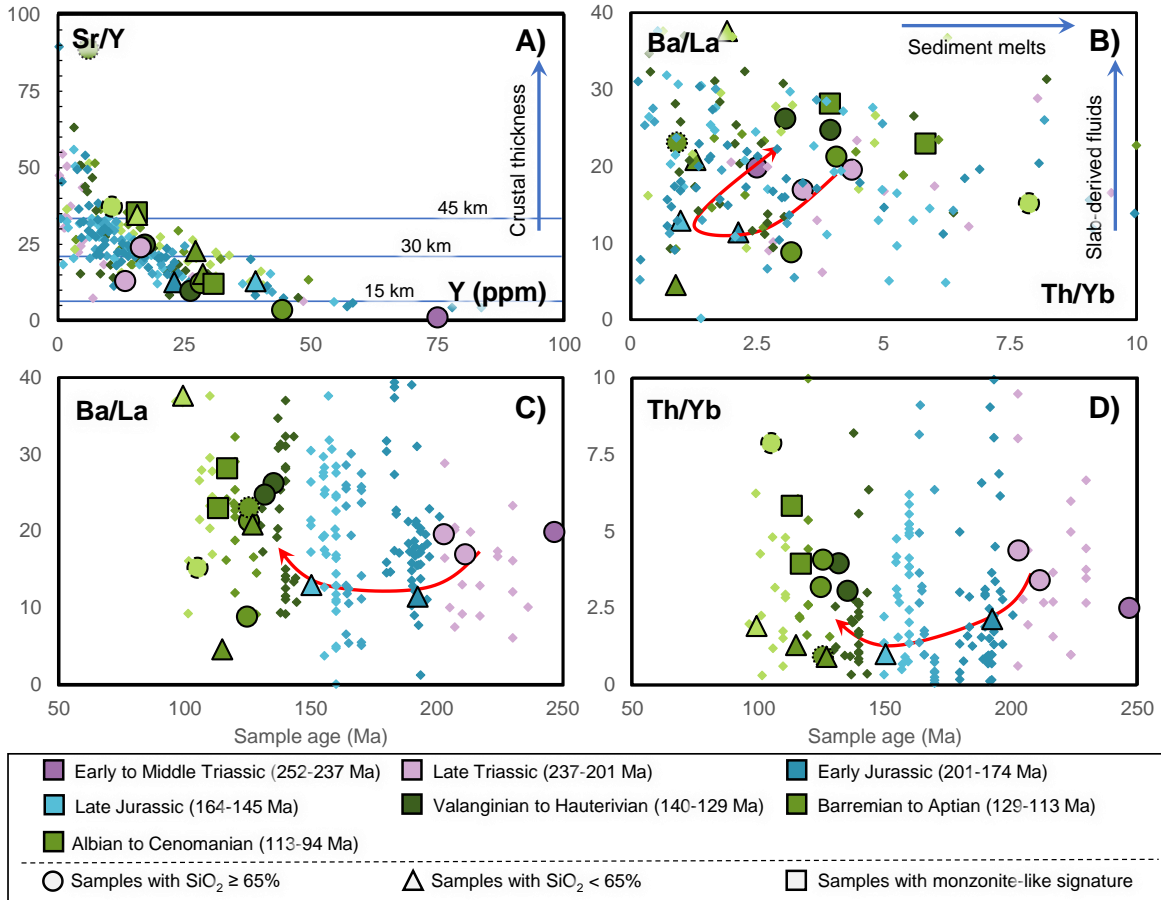 Sr/Y
A)
100
75
50
25
0
45 km
30 km
15 km
Crustal thickness
Y (ppm)
0 25 50 75 100
Ba/La
B)
Sediment melts
40
30
20
10
0
Slab-derived fluids
Th/Yb
0 2.5 5 7.5 10
Ba/La
C)
40
30
20
10
0
50 100 150 200 250
Sample age (Ma)
Th/Yb
D)
10
7.5
5
2.5
0
50 100 150 200 250
Sample age (Ma)
Early to Middle Triassic (252-237 Ma) Late Triassic (237-201 Ma) Early Jurassic (201-174 Ma)
Late Jurassic (164-145 Ma) Valanginian to Hauterivian (140-129 Ma) Barremian to Aptian (129-113 Ma)
Albian to Cenomanian (113-94 Ma)
Samples with SiO₂ ≥ 65% Samples with SiO₂ < 65% Samples with monzonite-like signature